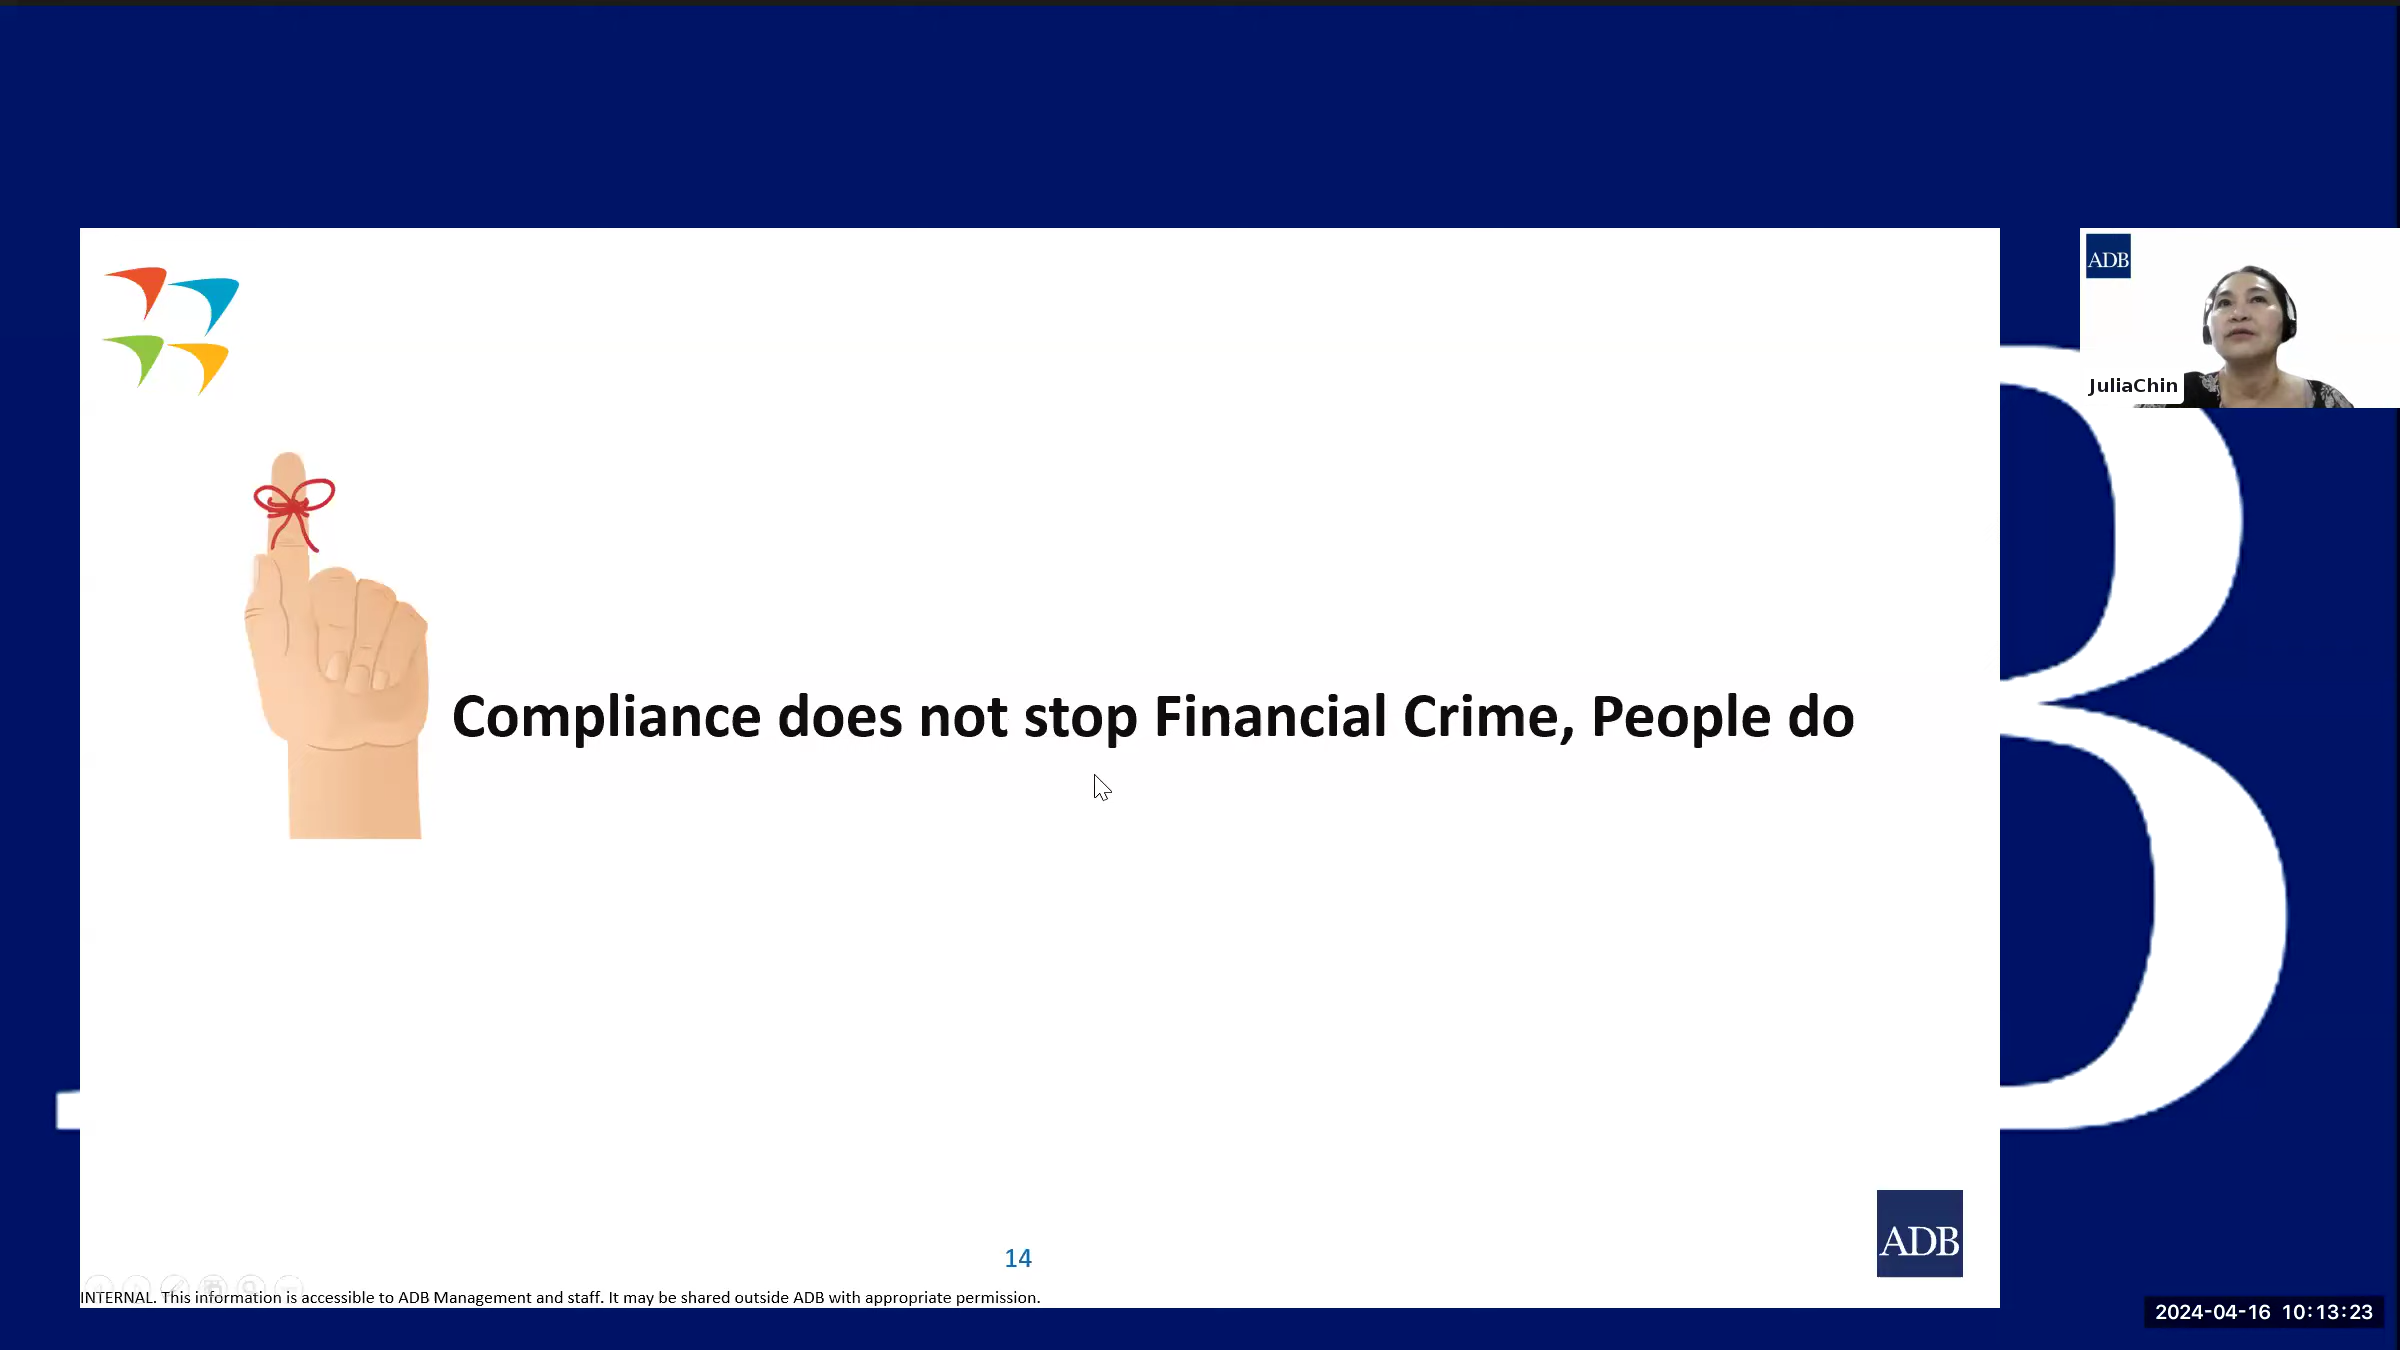 ADB
JuliaChin
Compliance does not stop Financial Crime, People do
ADB
14
INTERNAL. This information is accessible to ADB Management and staff. It may be shared outside ADB with appropriate permission.
2024-04-16 10:13:23